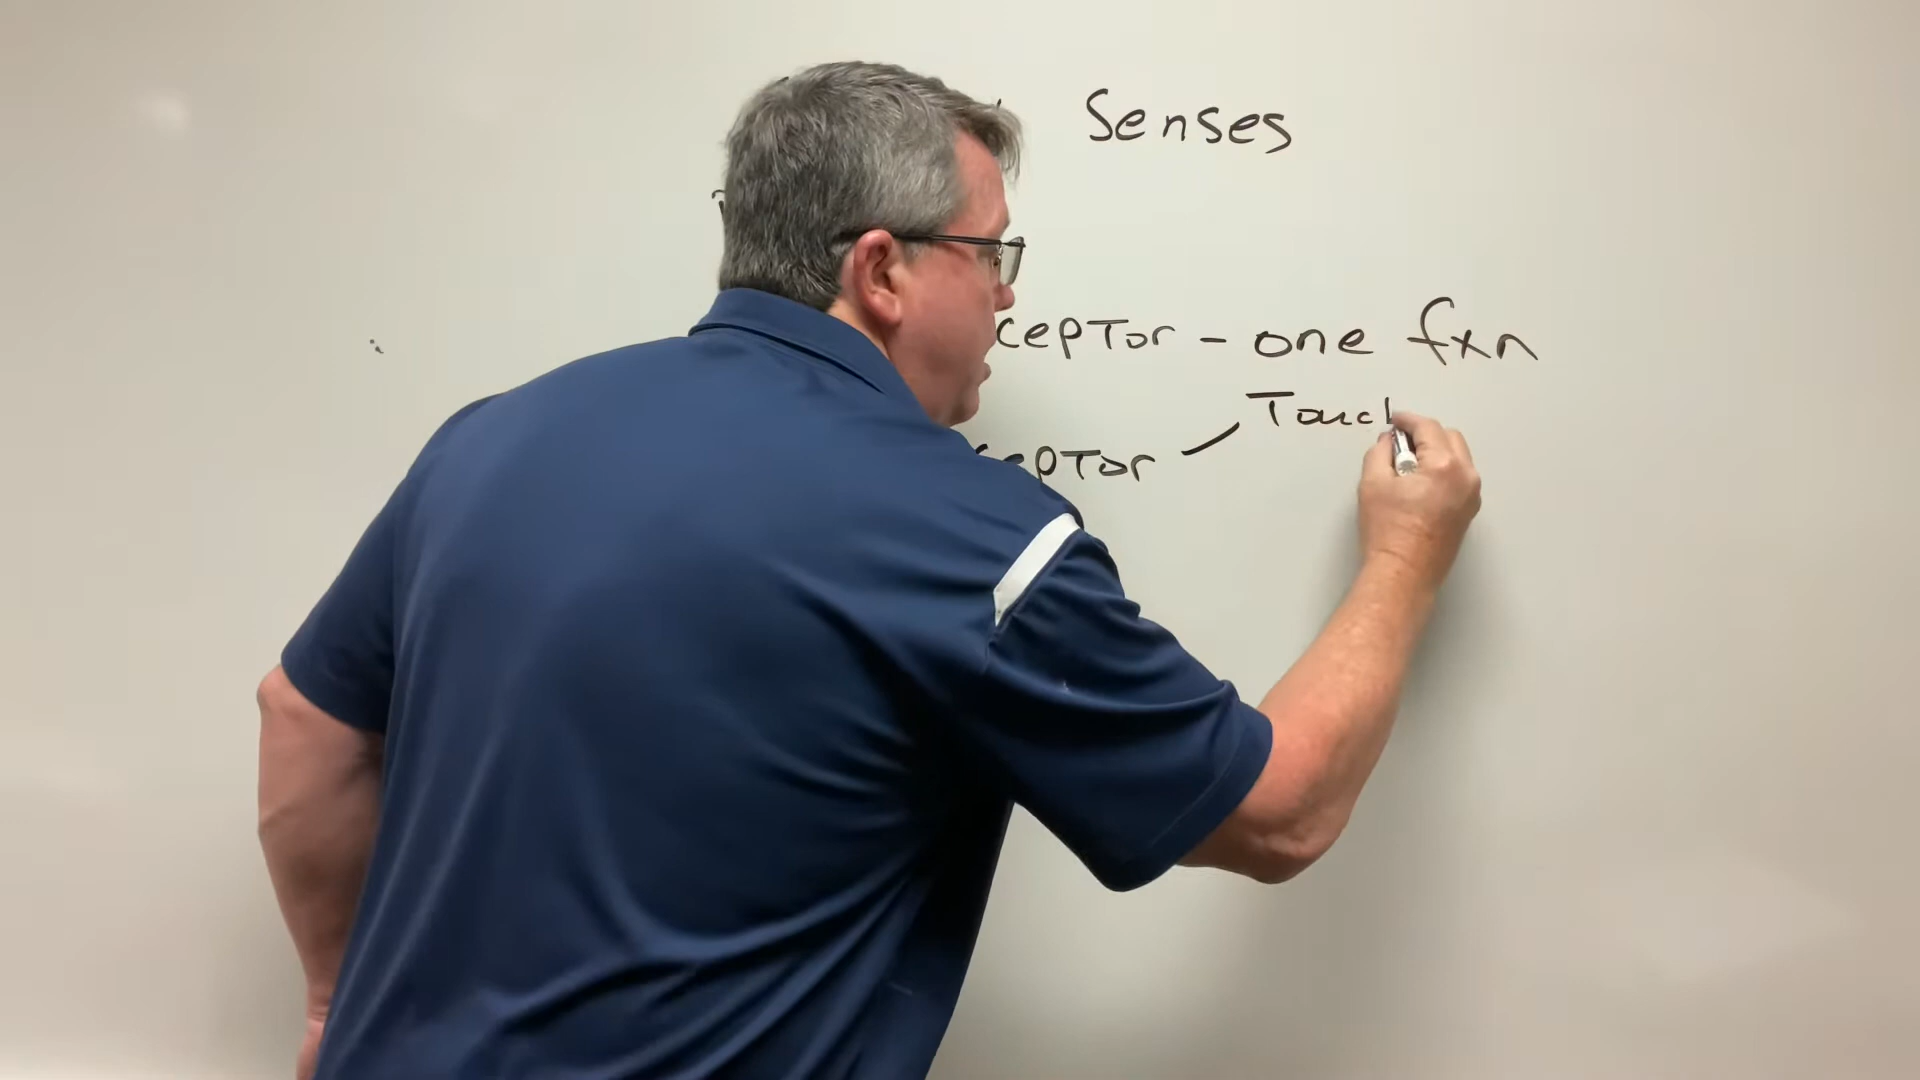 Senses
ceptor - one fxn
Touch
ceptor